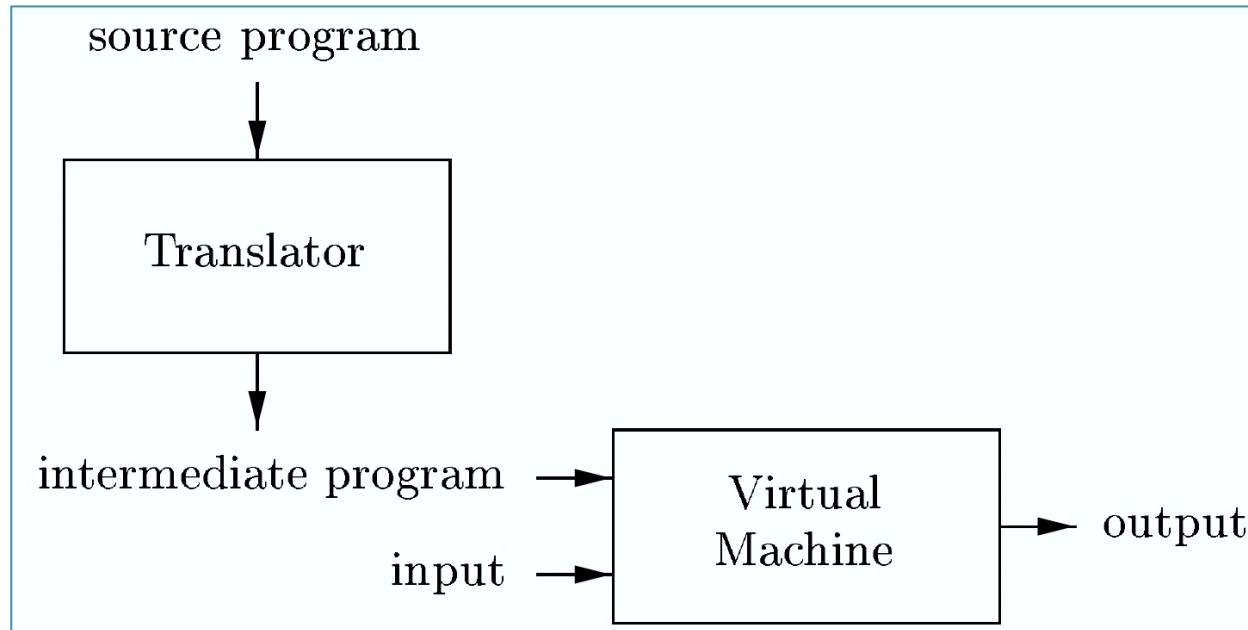 source program
Translator
intermediate program
Virtual
Machine
output
input